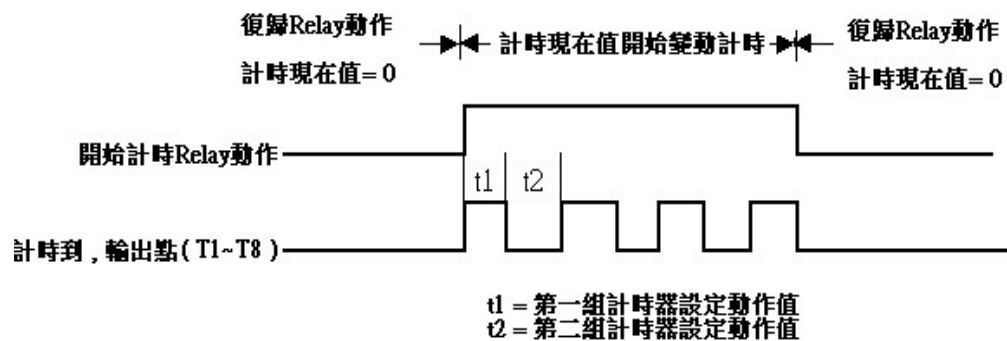 復歸Relay動作
計時現在值= 0
計時現在值開始變動計時
復歸Relay動作
計時現在值= 0
開始計時Relay動作
t1
t2
計時到 , 輸出點 ( T1~T8 )
t1 = 第一組計時器設定動作值
t2 = 第二組計時器設定動作值